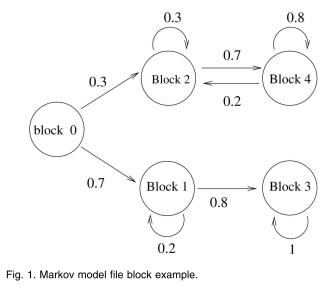 0.3
0.8
Block 2
0.7
Block 4
0.3
0.2
block 0
0.7
Block 1
0.8
Block 3
0.2
1
Fig. 1. Markov model file block example.